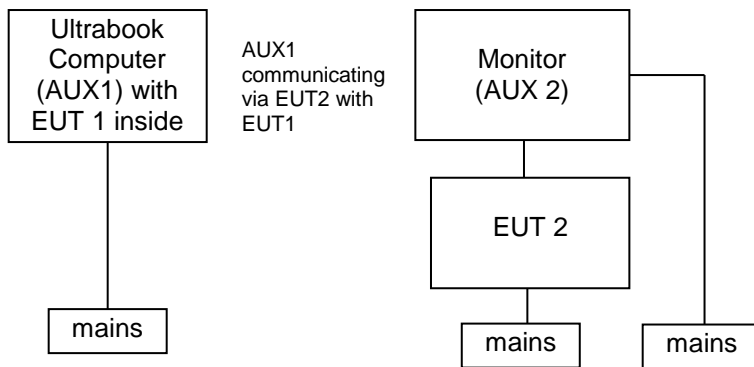 Ultrabook
Computer
(AUX1) with
EUT 1 inside
AUX1
communicating
via EUT2 with
EUT1
Monitor
(AUX 2)
EUT 2
mains
mains
mains